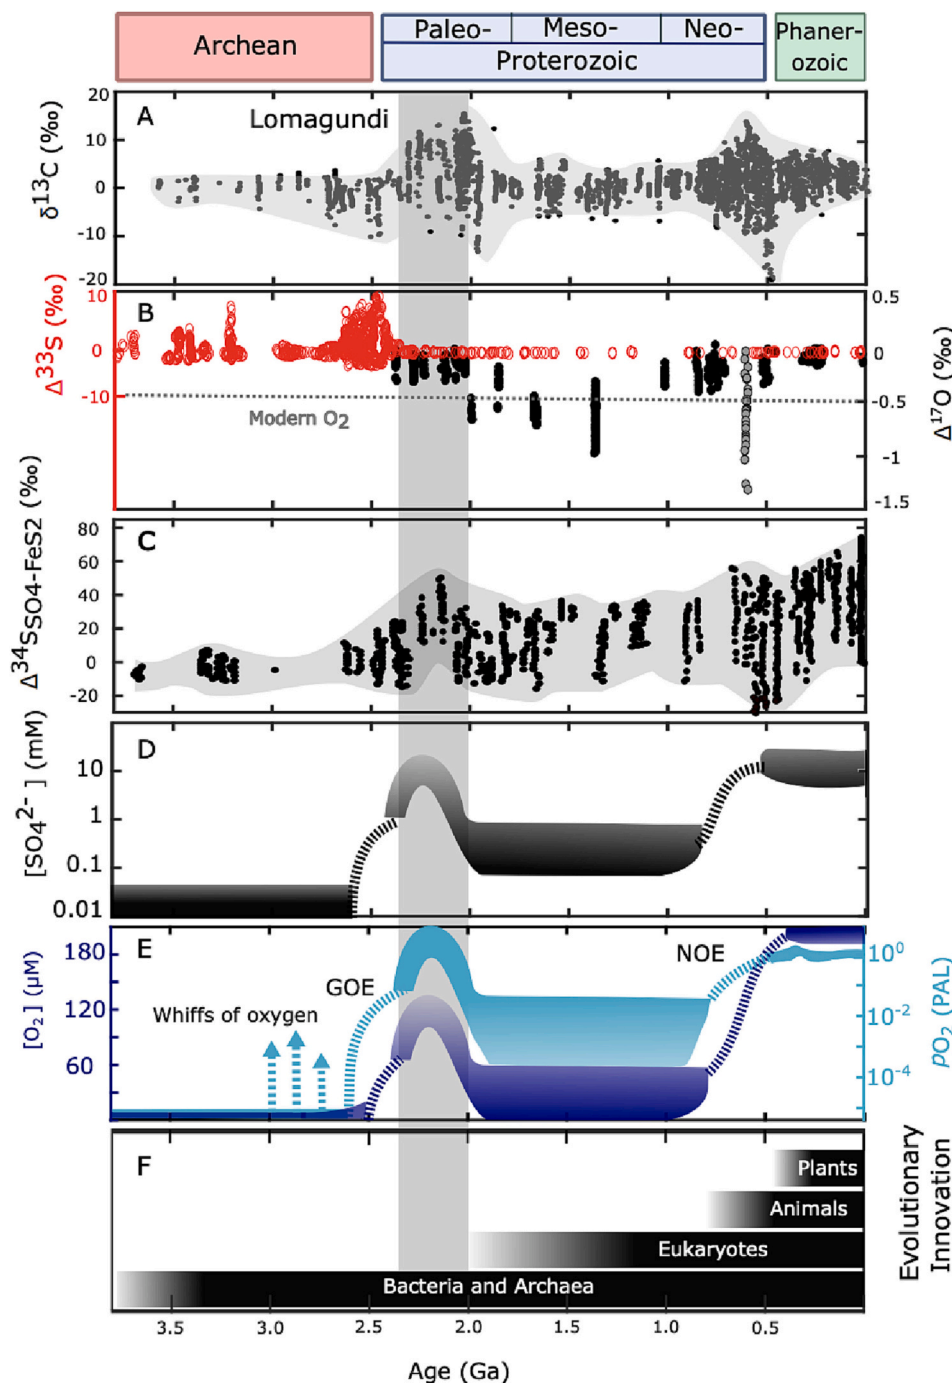 Archean
Paleo-
Meso-
Neo-
Proterozoic
Phaner-
ozoic
A
Lomagundi
δ¹³C (‰)
20
10
0
-10
-20
B
Δ³³S (‰)
10
0
-10
Modern O₂
0.5
0
-0.5
-1
-1.5
Δ¹⁷O (‰)
C
Δ³⁴SSO4-FeS2 (‰)
80
60
40
20
0
-20
D
[SO₄²⁻] (mM)
10
1
0.1
0.01
E
[O₂] (µM)
180
120
60
GOE
NOE
Whiffs of oxygen
10⁰
10⁻²
10⁻⁴
pO₂ (PAL)
F
Plants
Animals
Eukaryotes
Bacteria and Archaea
Evolutionary
Innovation
3.5
3.0
2.5
2.0
1.5
1.0
0.5
Age (Ga)